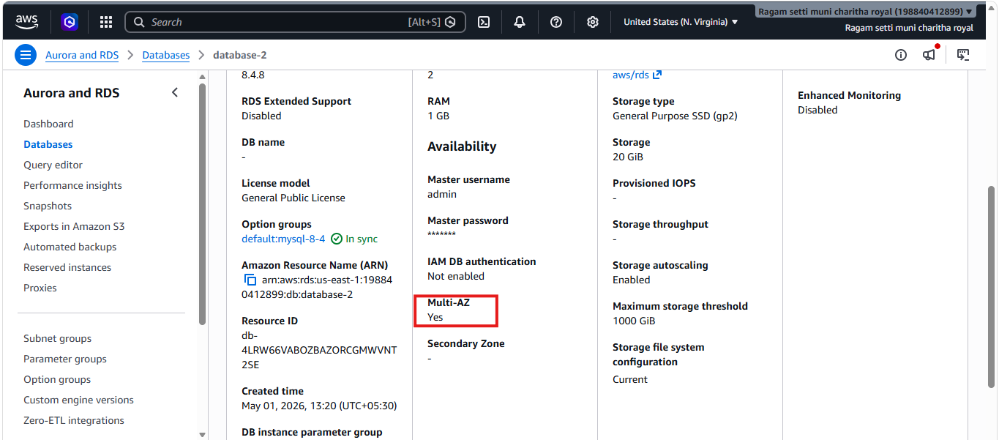 aws
Search
[Alt+S]
United States (N. Virginia)
Ragam setti muni charitha royal (198840412899)
Ragam setti muni charitha royal
Aurora and RDS
Databases
database-2
Aurora and RDS
Dashboard
Databases
Query editor
Performance insights
Snapshots
Exports in Amazon S3
Automated backups
Reserved instances
Proxies
Subnet groups
Parameter groups
Option groups
Custom engine versions
Zero-ETL integrations
8.4.8
RDS Extended Support
Disabled
DB name
-
License model
General Public License
Option groups
default:mysql-8-4 In sync
Amazon Resource Name (ARN)
arn:aws:rds:us-east-1:19884
0412899:db:database-2
Resource ID
db-
4LRW66VABOZBAZORCGMWVNT
2SE
Created time
May 01, 2026, 13:20 (UTC+05:30)
DB instance parameter group
2
RAM
1 GB
Availability
Master username
admin
Master password
*******
IAM DB authentication
Not enabled
Multi-AZ
Yes
Secondary Zone
-
aws/rds
Storage type
General Purpose SSD (gp2)
Storage
20 GiB
Provisioned IOPS
-
Storage throughput
-
Storage autoscaling
Enabled
Maximum storage threshold
1000 GiB
Storage file system
configuration
Current
Enhanced Monitoring
Disabled